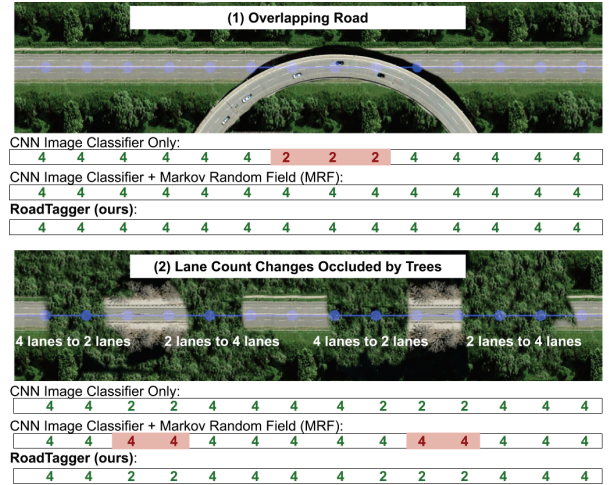 (1) Overlapping Road
CNN Image Classifier Only:
4 4 4 4 4 4 2 2 2 4 4 4 4 4
CNN Image Classifier + Markov Random Field (MRF):
4 4 4 4 4 4 4 4 4 4 4 4 4 4
RoadTagger (ours):
4 4 4 4 4 4 4 4 4 4 4 4 4 4
(2) Lane Count Changes Occluded by Trees
4 lanes to 2 lanes 2 lanes to 4 lanes 4 lanes to 2 lanes 2 lanes to 4 lanes
CNN Image Classifier Only:
4 4 2 2 4 4 4 4 2 2 2 4 4 4
CNN Image Classifier + Markov Random Field (MRF):
4 4 4 4 4 4 4 4 4 4 4 4 4 4
RoadTagger (ours):
4 4 2 2 4 4 4 4 2 2 2 4 4 4